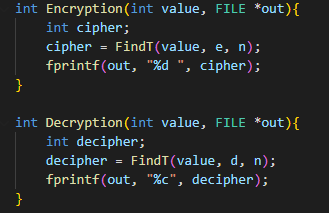 int Encryption(int value, FILE *out){
    int cipher;
    cipher = FindT(value, e, n);
    fprintf(out, "%d ", cipher);
}
int Decryption(int value, FILE *out){
    int decipher;
    decipher = FindT(value, d, n);
    fprintf(out, "%c", decipher);
}